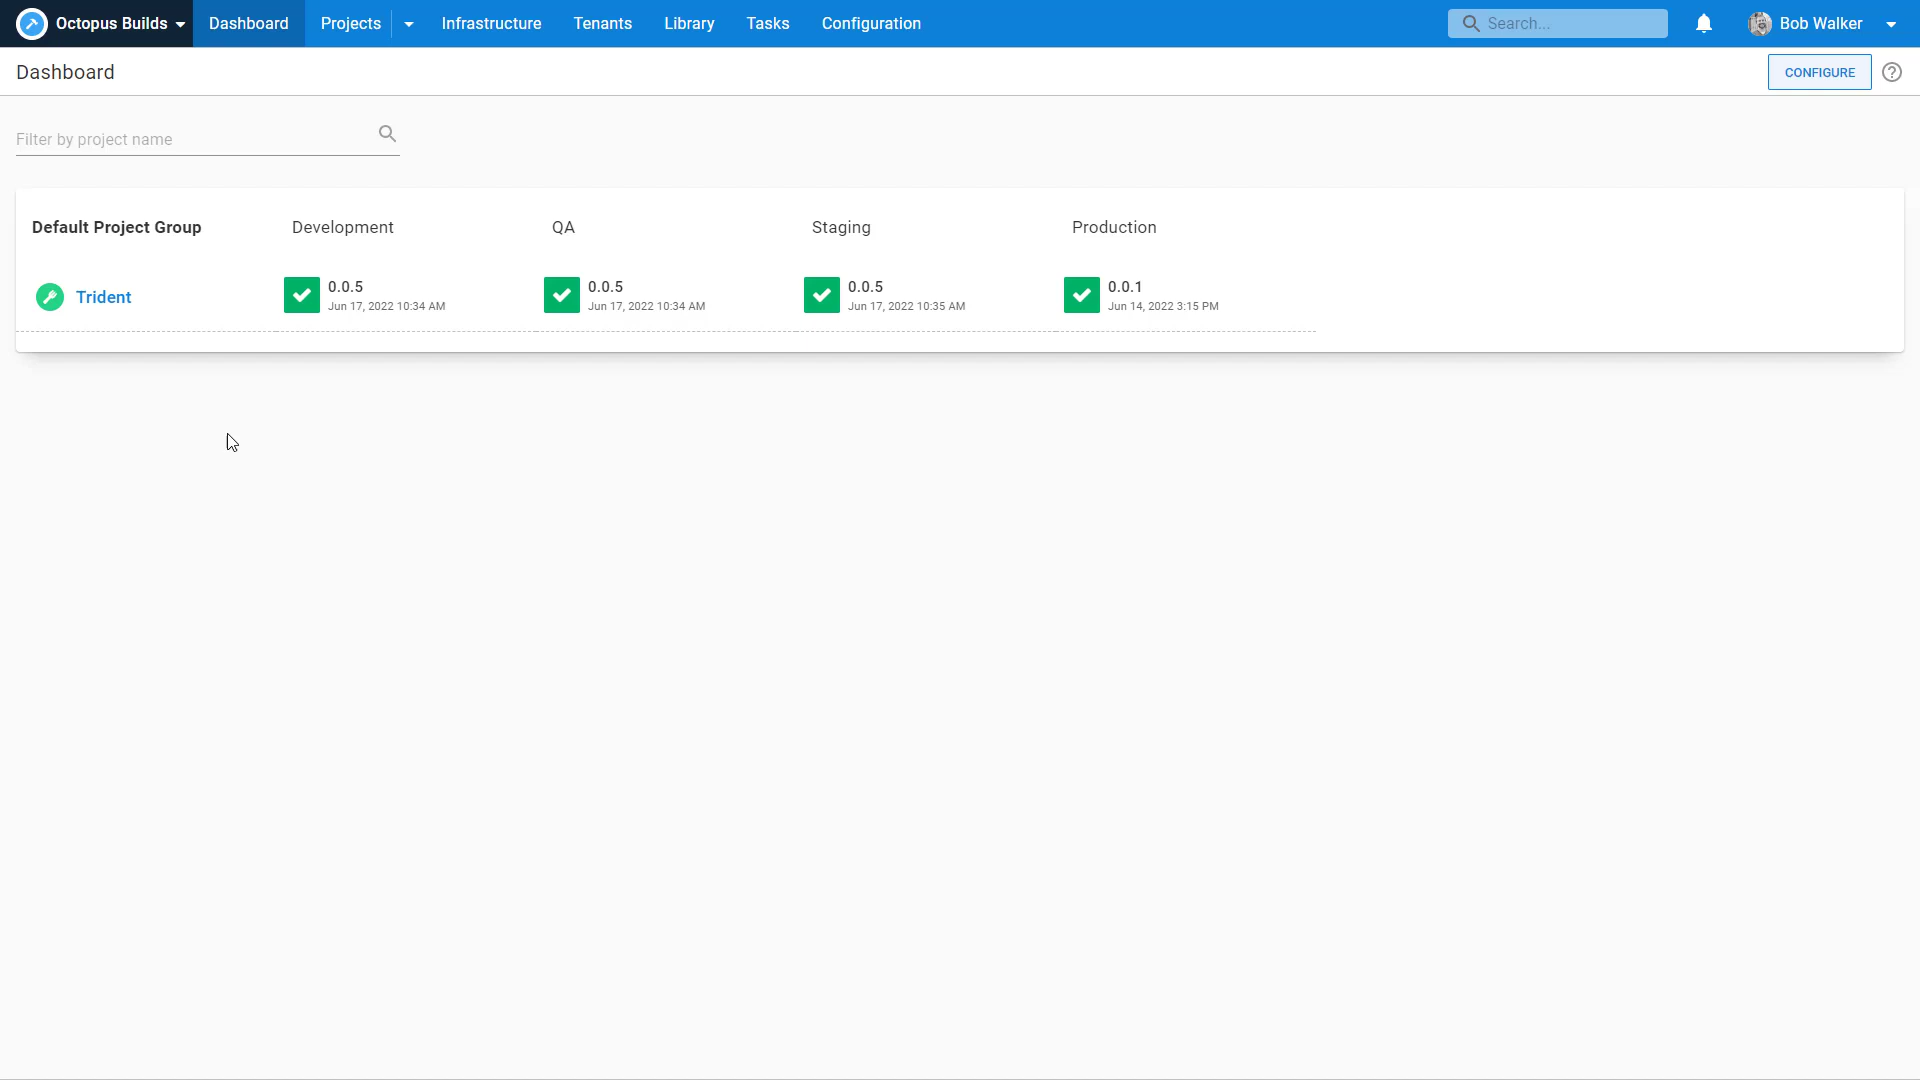 Octopus Builds Dashboard Projects Infrastructure Tenants Library Tasks Configuration Search... Bob Walker
Dashboard CONFIGURE ?
Filter by project name
Default Project Group Development QA Staging Production
Trident 0.0.5 0.0.5 0.0.5 0.0.1
Jun 17, 2022 10:34 AM Jun 17, 2022 10:34 AM Jun 17, 2022 10:35 AM Jun 14, 2022 3:15 PM